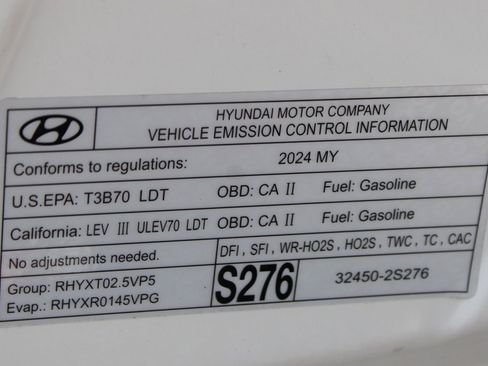 HYUNDAI MOTOR COMPANY
VEHICLE EMISSION CONTROL INFORMATION
Conforms to regulations: 2024 MY
U.S.EPA: T3B70 LDT OBD: CA II Fuel: Gasoline
California: LEV III ULEV70 LDT OBD: CA II Fuel: Gasoline
No adjustments needed. DFI , SFI , WR-HO2S , HO2S , TWC , TC , CAC
Group: RHYXT02.5VP5
Evap.: RHYXR0145VPG
S276
32450-2S276